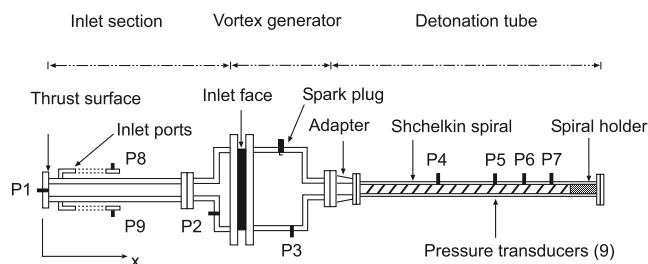 Inlet section
Vortex generator
Detonation tube
Thrust surface
Inlet face
Spark plug
Inlet ports
Adapter
Shchelkin spiral
Spiral holder
P8
P4
P5
P6
P7
P1
P9
P2
P3
Pressure transducers (9)
x